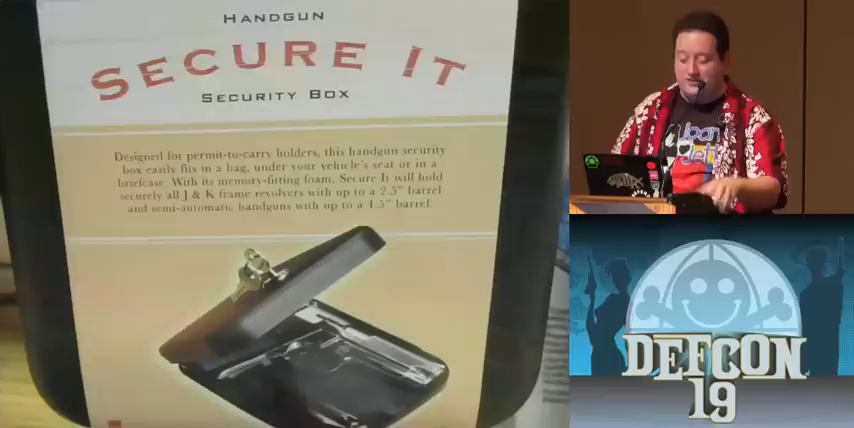 HANDGUN
SECURE IT
SECURITY BOX
Designed for permit-to-carry holders, this handgun security
box easily fits in a bag, under your vehicle's seat or in a
briefcase. With its memory-fitting foam, Secure It will hold
securely all J & K frame revolvers with up to a 2.5" barrel
and semi-automatic handguns with up to a 4.5" barrel.
DEFCON
19